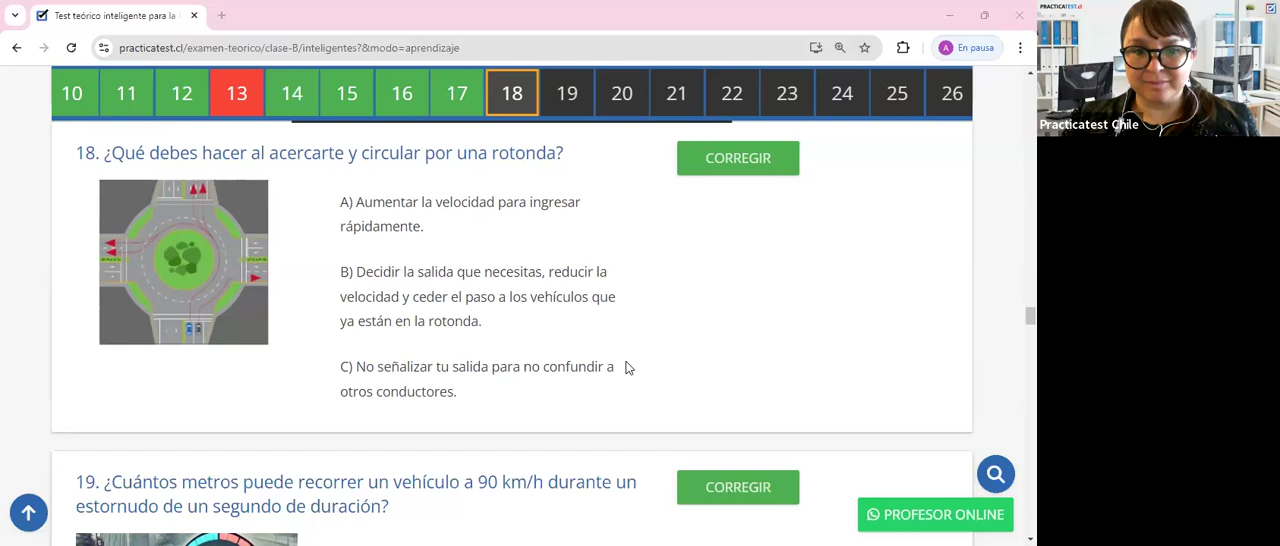 Test teórico inteligente para la
practicatest.cl/examen-teorico/clase-B/inteligentes?&modo=aprendizaje
A
En pausa
PRACTICATEST.cl
10 11 12 13 14 15 16 17 18 19 20 21 22 23 24 25 26
Practicatest Chile
18. ¿Qué debes hacer al acercarte y circular por una rotonda?
CORREGIR
A) Aumentar la velocidad para ingresar
rápidamente.
B) Decidir la salida que necesitas, reducir la
velocidad y ceder el paso a los vehículos que
ya están en la rotonda.
C) No señalizar tu salida para no confundir a
otros conductores.
19. ¿Cuántos metros puede recorrer un vehículo a 90 km/h durante un
estornudo de un segundo de duración?
CORREGIR
PROFESOR ONLINE